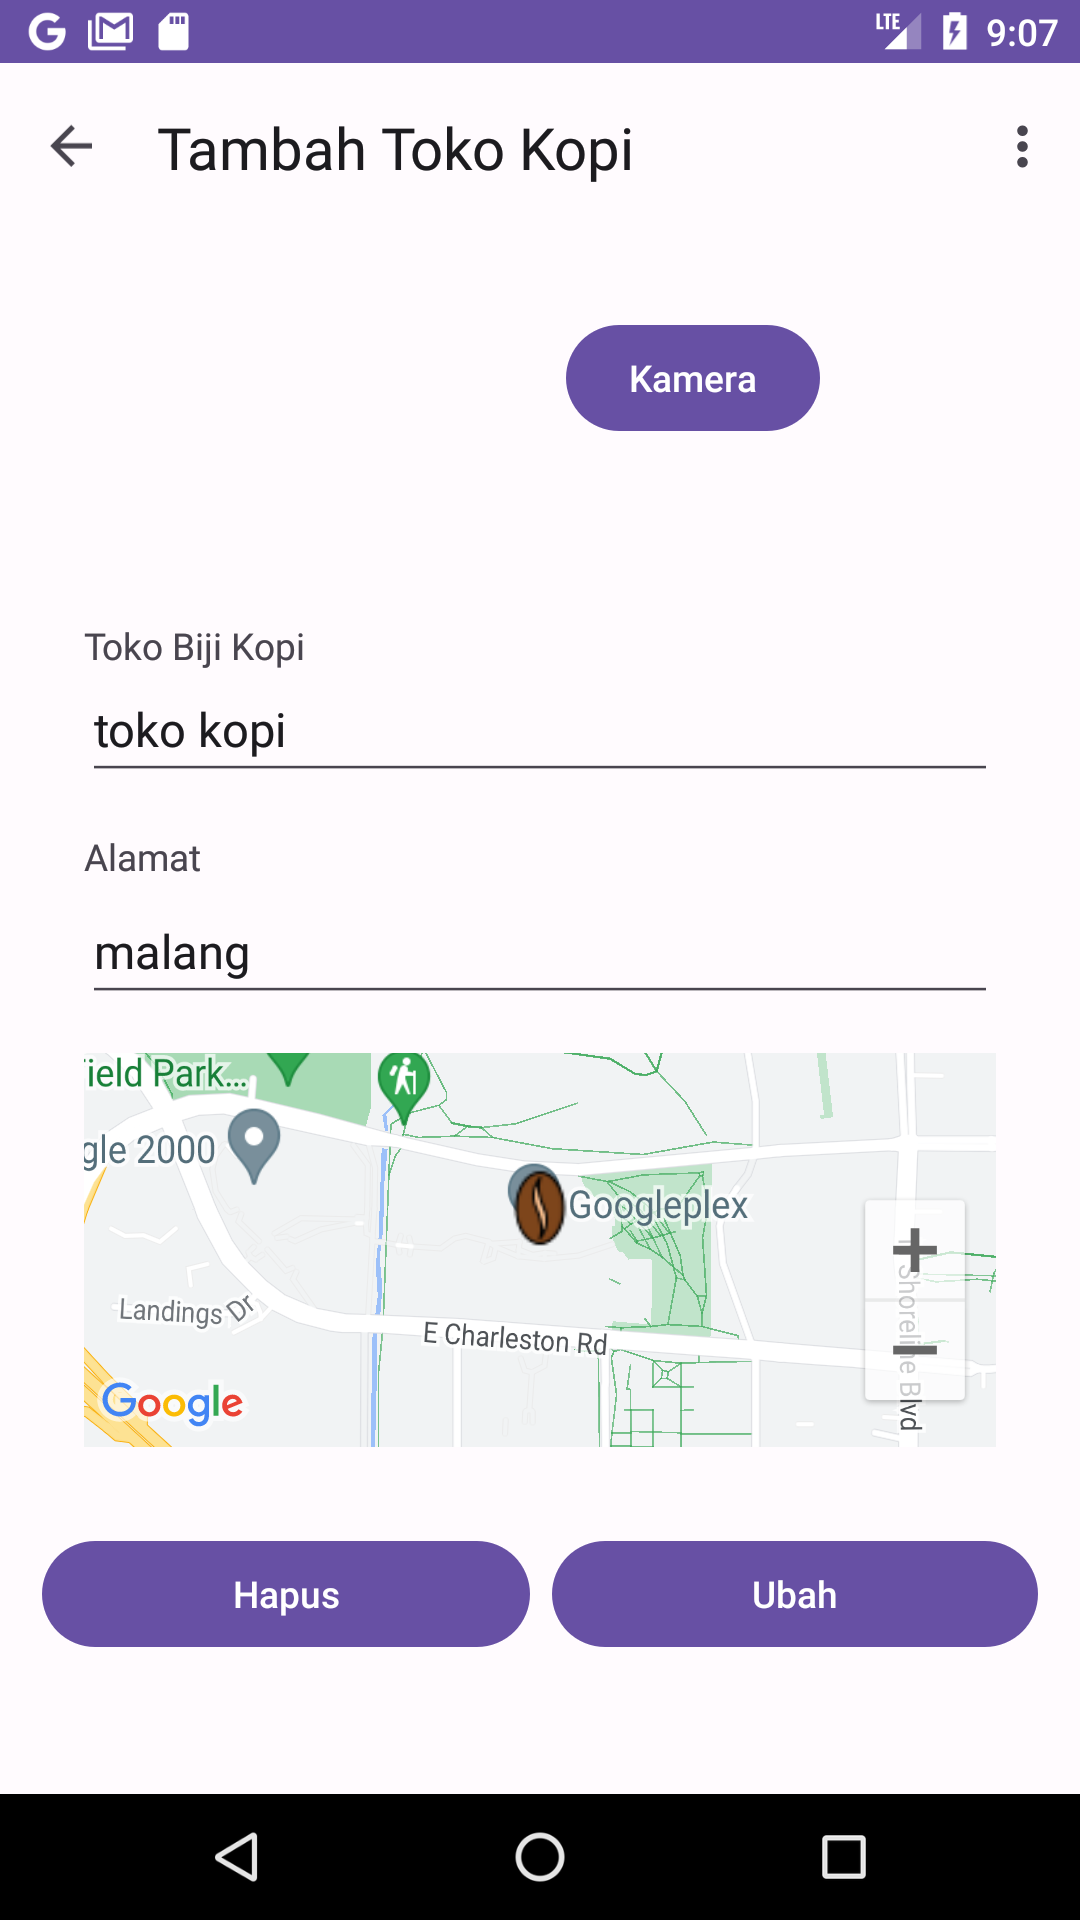 LTE 9:07
Tambah Toko Kopi
Kamera
Toko Biji Kopi
toko kopi
Alamat
malang
ield Park...
gle 2000
Googleplex
Landings Dr
E Charleston Rd
Shoreline Blvd
Google
Hapus
Ubah